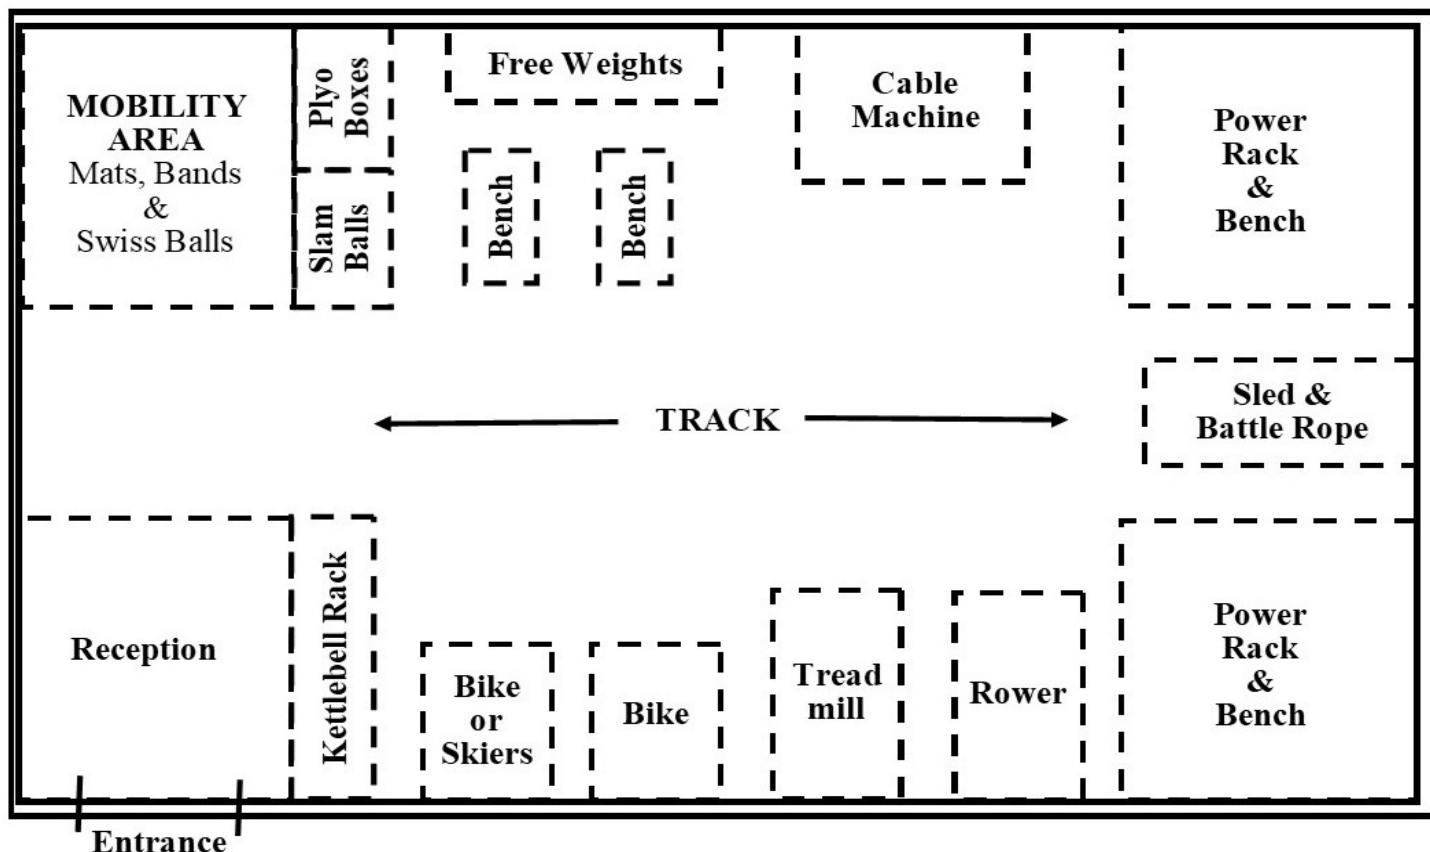 MOBILITY
AREA
Mats, Bands
&
Swiss Balls
Plyo
Boxes
Slam
Balls
Free Weights
Bench
Bench
Cable
Machine
Power
Rack
&
Bench
TRACK
Sled &
Battle Rope
Reception
Kettlebell Rack
Bike
or
Skiers
Bike
Tread
mill
Rower
Power
Rack
&
Bench
Entrance